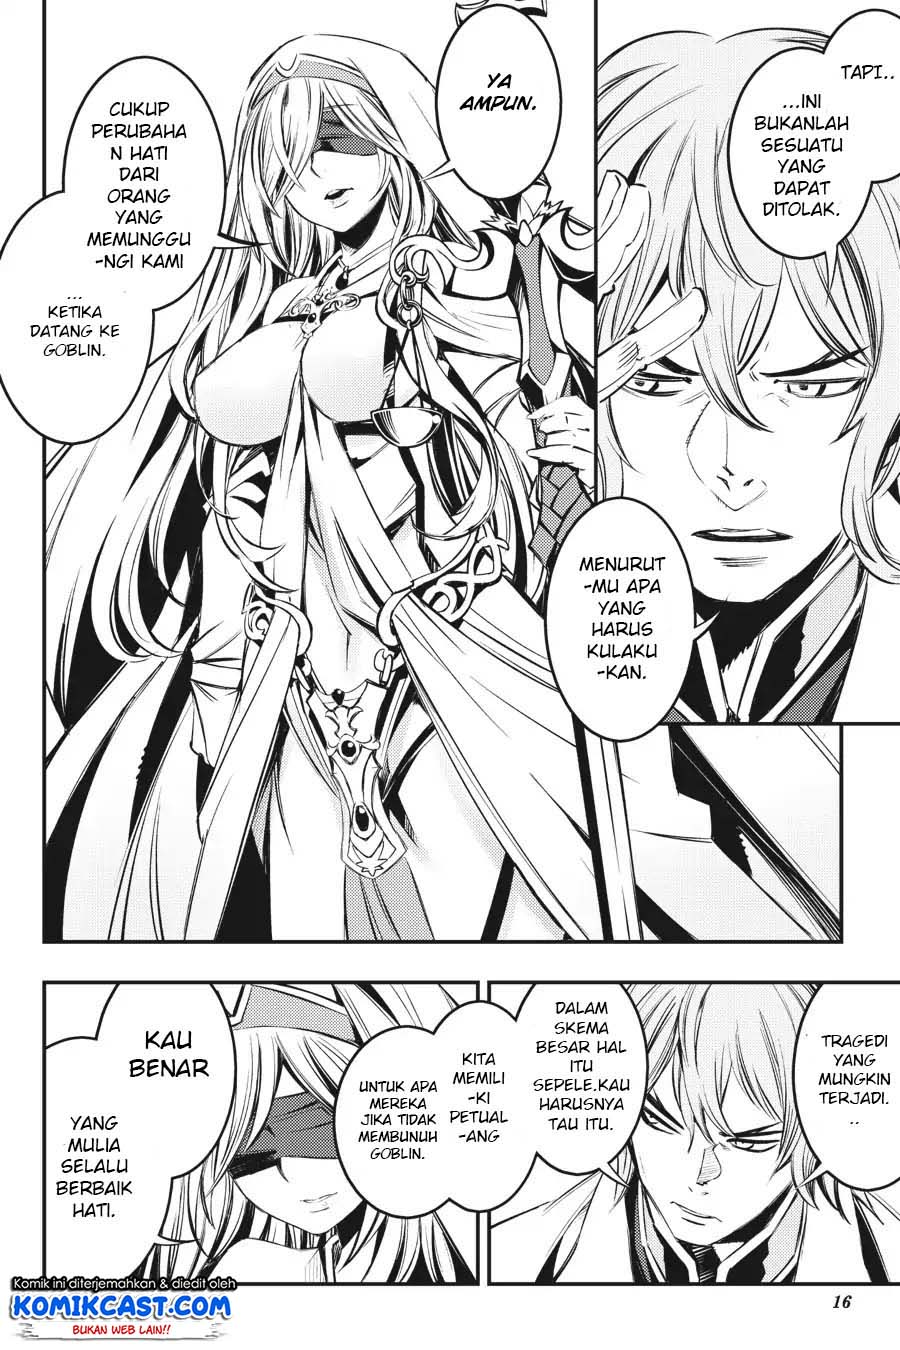 TAPI..
...INI
BUKANLAH
SESUATU
YANG
DAPAT
DITOLAK.
MENURUT
-MU APA
YANG
HARUS
KULAKU
-KAN.
YA
AMPUN.
CUKUP
PERUBAHA
N HATI
DARI
ORANG
YANG
MEMUNGGU
-NGI KAMI
...
KETIKA
DATANG KE
GOBLIN.
TRAGEDI
YANG
MUNGKIN
TERJADI.
..
DALAM
SKEMA
BESAR HAL
ITU
SEPELE.KAU
HARUSNYA
TAU ITU.
KITA
MEMILI
-KI
PETUAL
-ANG
UNTUK APA
MEREKA
JIKA TIDAK
MEMBUNUH
GOBLIN.
KAU
BENAR
YANG
MULIA
SELALU
BERBAIK
HATI.
Komik ini diterjemahkan & diedit oleh
KOMIKCAST.COM
BUKAN WEB LAIN!!
16